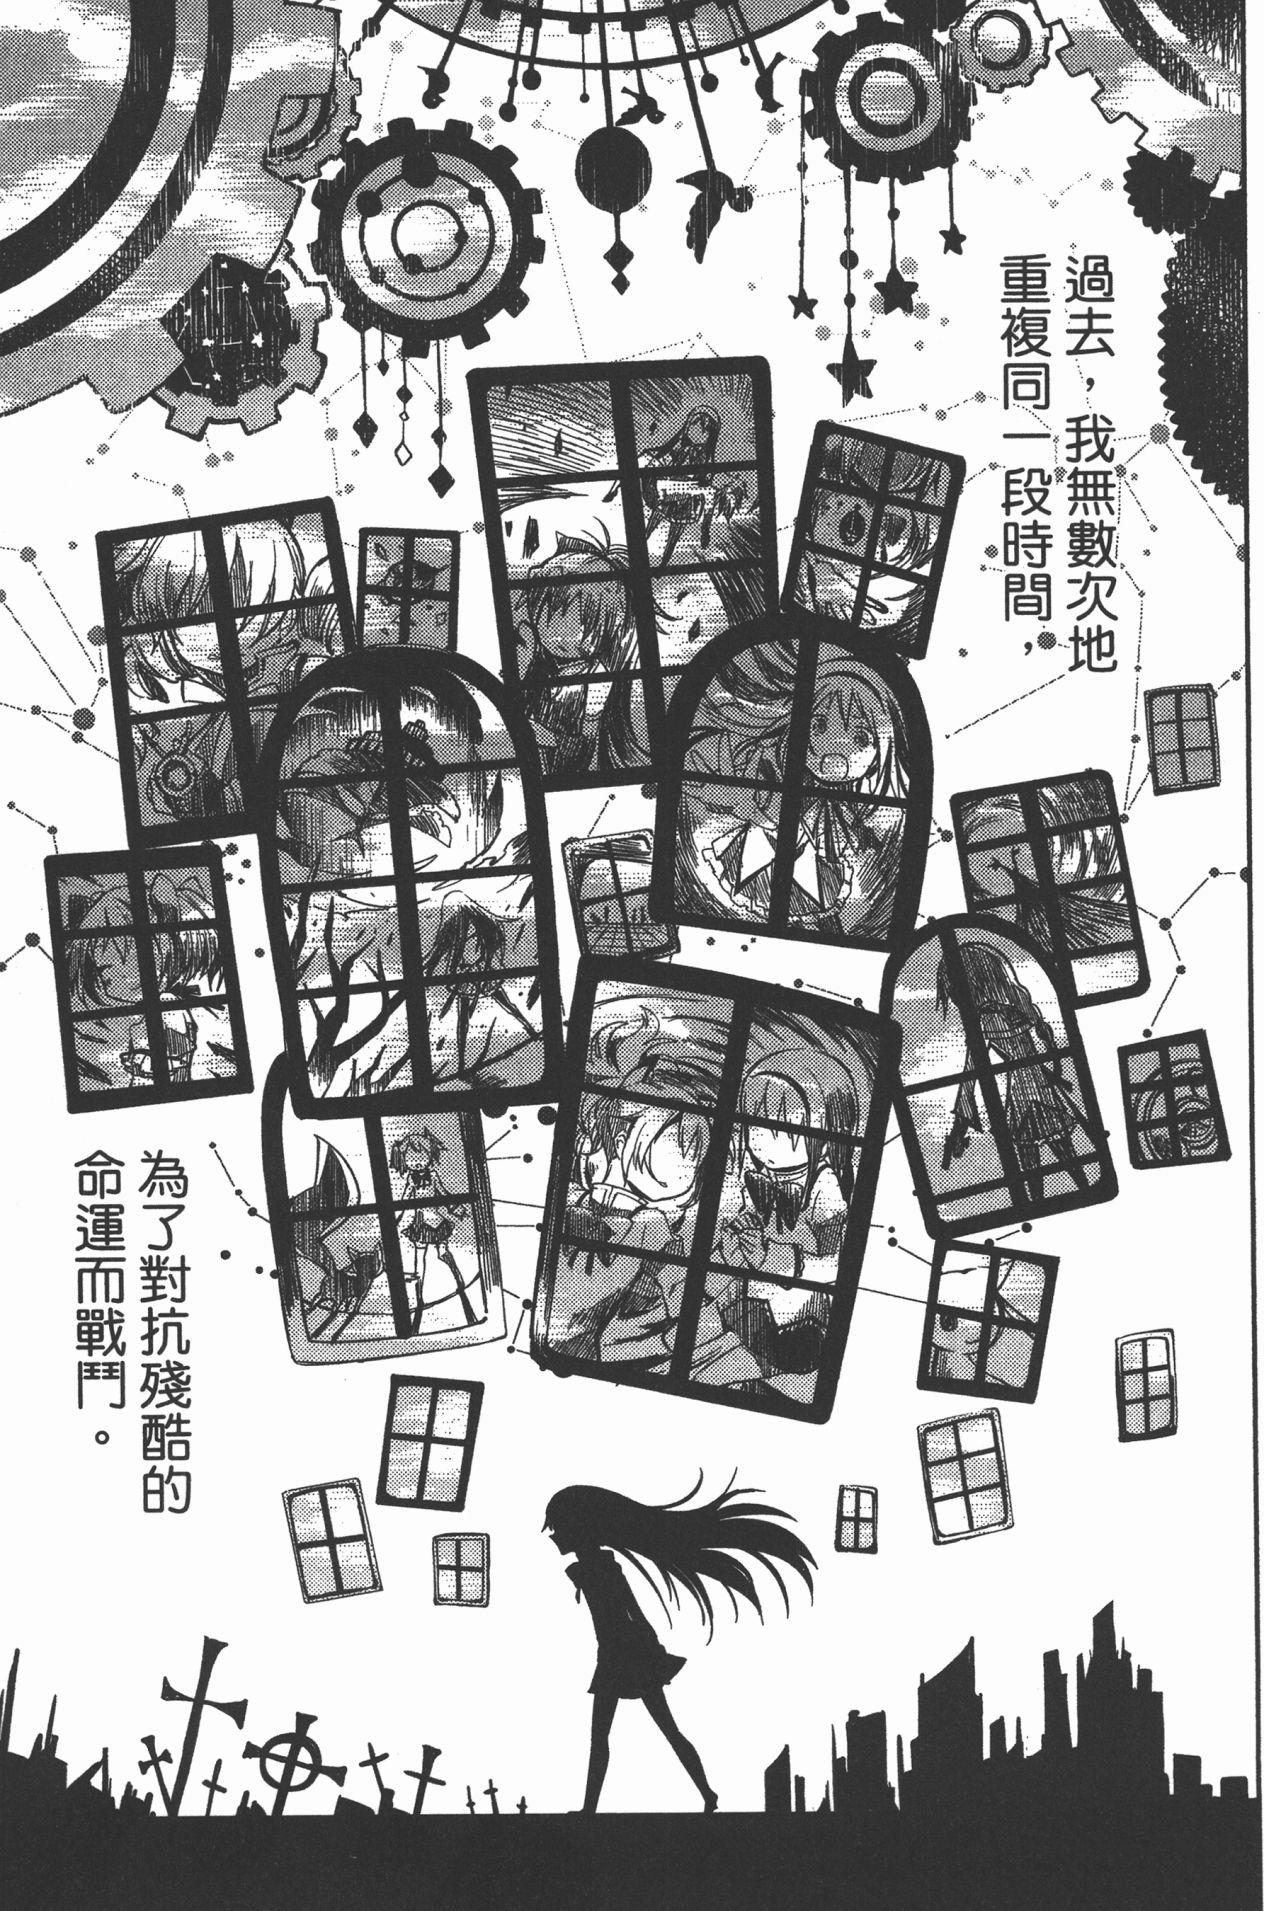 過去，我無數次地
重複同一段時間，
為了對抗殘酷的
命運而戰鬥。